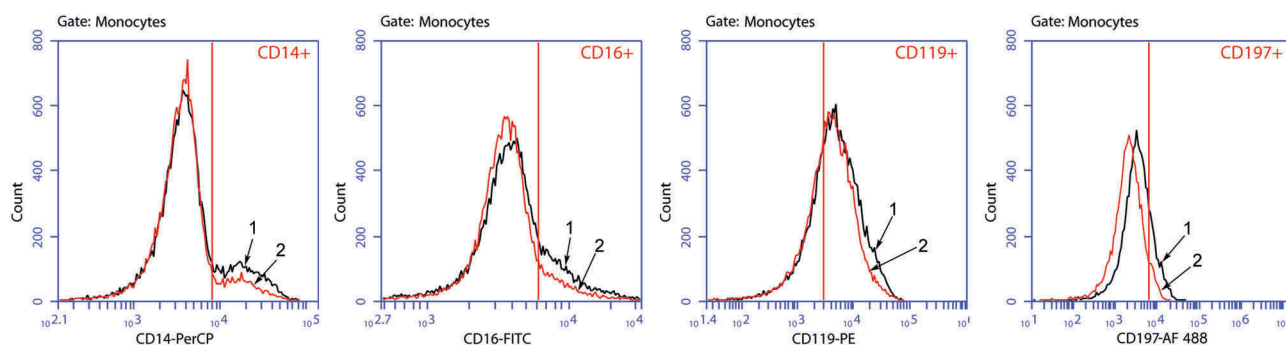 Gate: Monocytes
CD14+
800
600
400
200
0
Count
1
2
10^2.1 10^3 10^4 10^5
CD14-PerCP
Gate: Monocytes
CD16+
800
600
400
200
0
Count
1
2
10^2.7 10^3 10^4 10^4
CD16-FITC
Gate: Monocytes
CD119+
800
600
400
200
0
Count
1
2
10^1.4 10^2 10^3 10^4 10^5
CD119-PE
Gate: Monocytes
CD197+
800
600
400
200
0
Count
1
2
10^1 10^2 10^3 10^4 10^5 10^6
CD197-AF 488